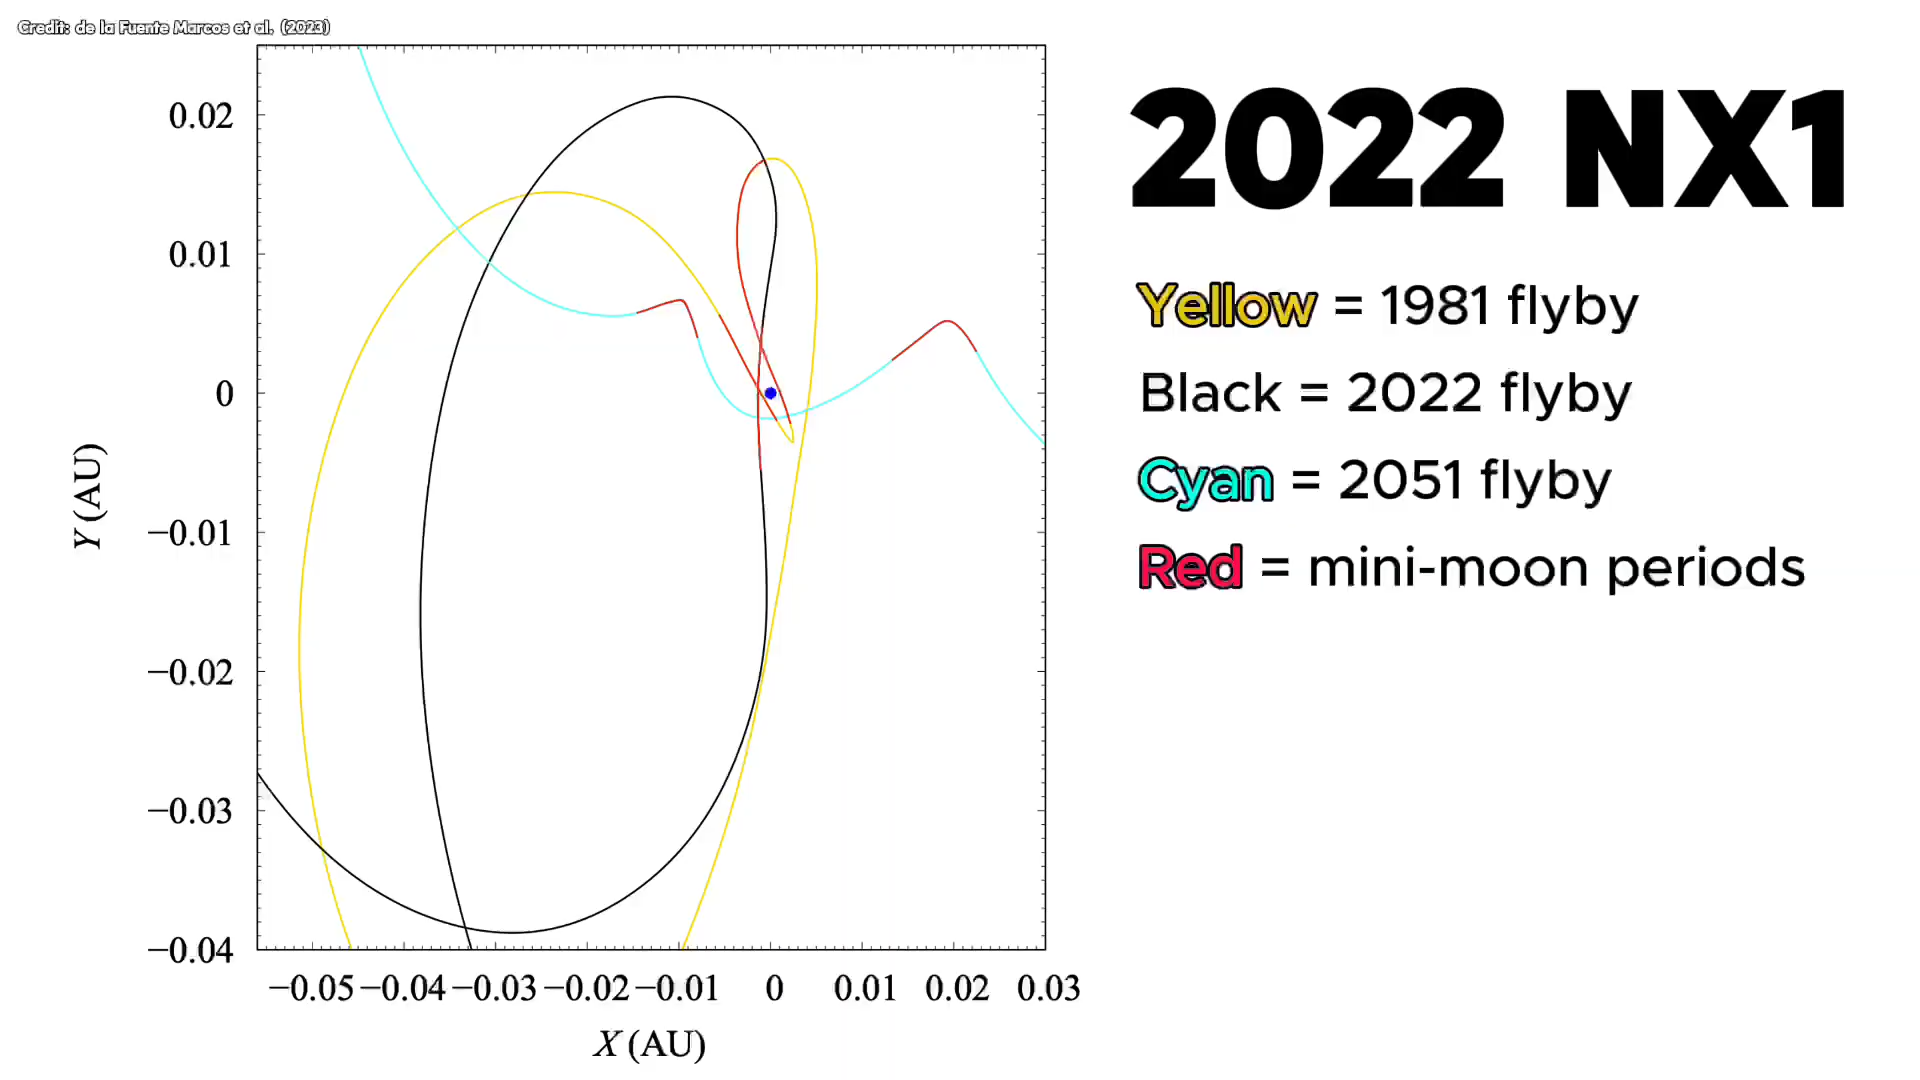 Credit: de la Fuente Marcos et al. (2023)
2022 NX1
Yellow = 1981 flyby
Black = 2022 flyby
Cyan = 2051 flyby
Red = mini-moon periods
0.02
0.01
0
−0.01
−0.02
−0.03
−0.04
Y (AU)
−0.05 −0.04 −0.03 −0.02 −0.01 0 0.01 0.02 0.03
X (AU)